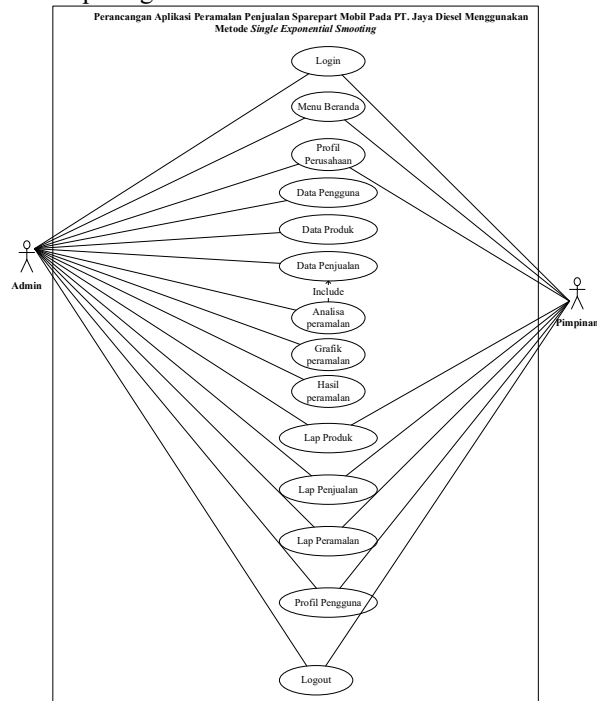 Perancangan Aplikasi Peramalan Penjualan Sparepart Mobil Pada PT. Jaya Diesel Menggunakan
Metode Single Exponential Smooting
Login
Menu Beranda
Profil
Perusahaan
Data Pengguna
Data Produk
Data Penjualan
Include
Admin
Pimpinan
Analisa
peramalan
Grafik
peramalan
Hasil
peramalan
Lap Produk
Lap Penjualan
Lap Peramalan
Profil Pengguna
Logout